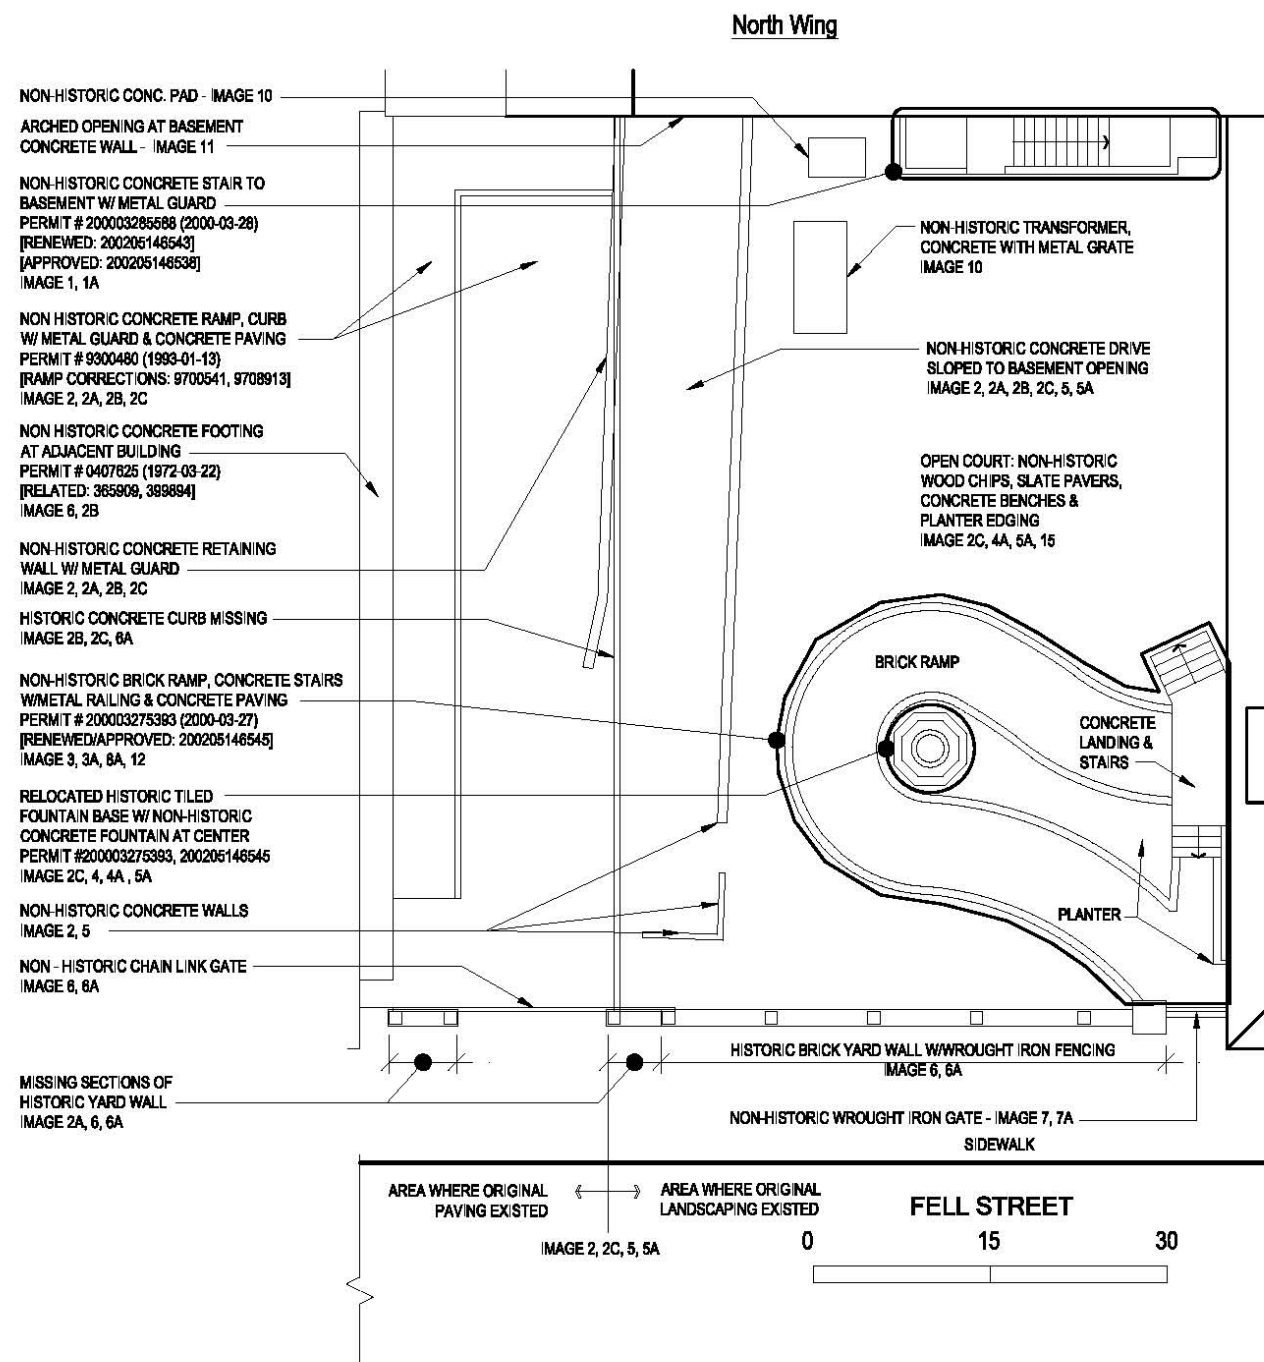 North Wing
NON-HISTORIC CONC. PAD - IMAGE 10
ARCHED OPENING AT BASEMENT
CONCRETE WALL - IMAGE 11
NON-HISTORIC CONCRETE STAIR TO
BASEMENT W/ METAL GUARD
PERMIT # 200003285588 (2000-03-28)
[RENEWED: 200205146543]
[APPROVED: 200205146538]
IMAGE 1, 1A
NON HISTORIC CONCRETE RAMP, CURB
W/ METAL GUARD & CONCRETE PAVING
PERMIT # 9300480 (1993-01-13)
[RAMP CORRECTIONS: 9700541, 9708913]
IMAGE 2, 2A, 2B, 2C
NON HISTORIC CONCRETE FOOTING
AT ADJACENT BUILDING
PERMIT # 0407625 (1972-03-22)
[RELATED: 365909, 399894]
IMAGE 6, 2B
NON-HISTORIC CONCRETE RETAINING
WALL W/ METAL GUARD
IMAGE 2, 2A, 2B, 2C
HISTORIC CONCRETE CURB MISSING
IMAGE 2B, 2C, 6A
NON-HISTORIC BRICK RAMP, CONCRETE STAIRS
W/METAL RAILING & CONCRETE PAVING
PERMIT # 200003275393 (2000-03-27)
[RENEWED/APPROVED: 200205146545]
IMAGE 3, 3A, 8A, 12
RELOCATED HISTORIC TILED
FOUNTAIN BASE W/ NON-HISTORIC
CONCRETE FOUNTAIN AT CENTER
PERMIT #200003275393, 200205146545
IMAGE 2C, 4, 4A , 5A
NON-HISTORIC CONCRETE WALLS
IMAGE 2, 5
NON - HISTORIC CHAIN LINK GATE
IMAGE 6, 6A
MISSING SECTIONS OF
HISTORIC YARD WALL
IMAGE 2A, 6, 6A
NON-HISTORIC TRANSFORMER,
CONCRETE WITH METAL GRATE
IMAGE 10
NON-HISTORIC CONCRETE DRIVE
SLOPED TO BASEMENT OPENING
IMAGE 2, 2A, 2B, 2C, 5, 5A
OPEN COURT: NON-HISTORIC
WOOD CHIPS, SLATE PAVERS,
CONCRETE BENCHES &
PLANTER EDGING
IMAGE 2C, 4A, 5A, 15
BRICK RAMP
CONCRETE
LANDING &
STAIRS
PLANTER
HISTORIC BRICK YARD WALL W/WROUGHT IRON FENCING
IMAGE 6, 6A
NON-HISTORIC WROUGHT IRON GATE - IMAGE 7, 7A
SIDEWALK
AREA WHERE ORIGINAL
PAVING EXISTED
AREA WHERE ORIGINAL
LANDSCAPING EXISTED
IMAGE 2, 2C, 5, 5A
FELL STREET
0 15 30